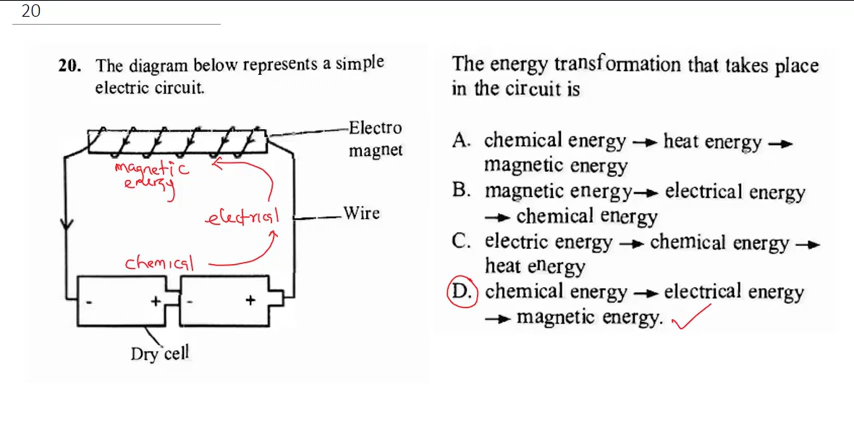 20
20. The diagram below represents a simple
electric circuit.
Electro
magnet
magnetic
energy
electrial
Wire
chemical
- + - +
Dry cell
The energy transformation that takes place
in the circuit is
A. chemical energy → heat energy →
magnetic energy
B. magnetic energy → electrical energy
→ chemical energy
C. electric energy → chemical energy →
heat energy
D. chemical energy → electrical energy
→ magnetic energy.